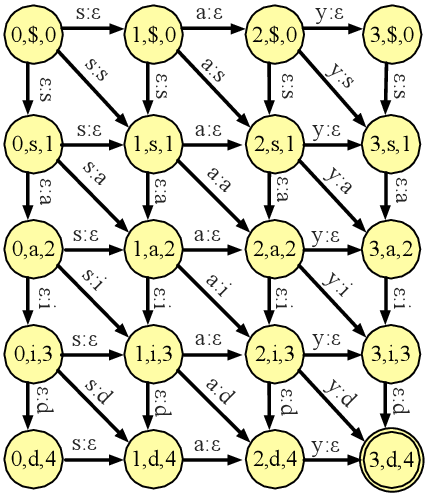 s:ε a:ε y:ε
0,$,0 1,$,0 2,$,0 3,$,0
ε:s s:s ε:s a:s ε:s y:s ε:s
s:ε a:ε y:ε
0,s,1 1,s,1 2,s,1 3,s,1
ε:a s:a ε:a a:a ε:a y:a ε:a
s:ε a:ε y:ε
0,a,2 1,a,2 2,a,2 3,a,2
ε:i s:i ε:i a:i ε:i y:i ε:i
s:ε a:ε y:ε
0,i,3 1,i,3 2,i,3 3,i,3
ε:d s:d ε:d a:d ε:d y:d ε:d
s:ε a:ε y:ε
0,d,4 1,d,4 2,d,4 3,d,4